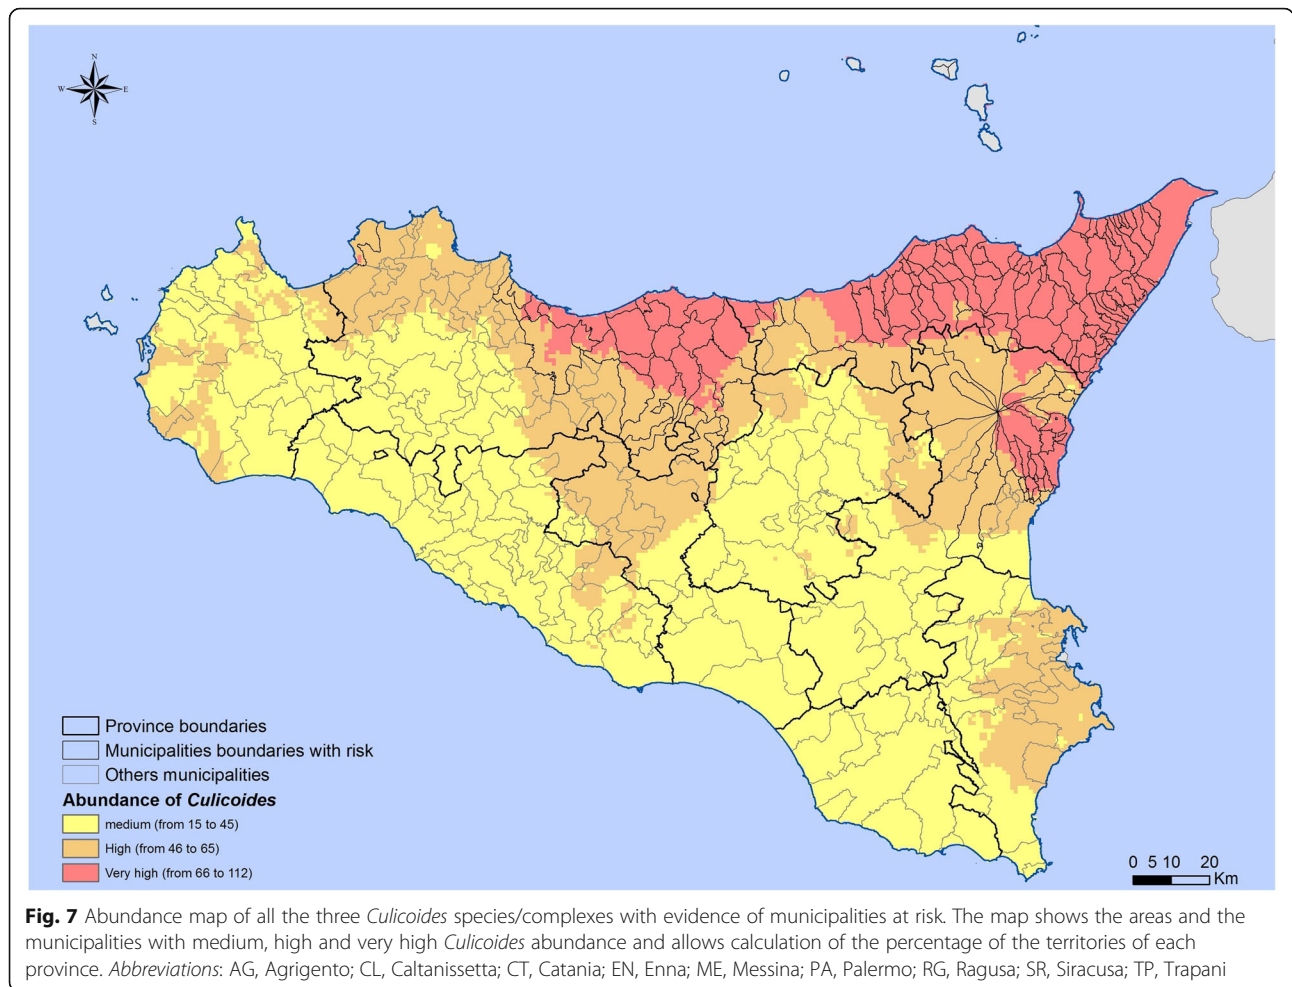 N
W
E
S
Province boundaries
Municipalities boundaries with risk
Others municipalities
Abundance of Culicoides
medium (from 15 to 45)
High (from 46 to 65)
Very high (from 66 to 112)
0 5 10 20
Km
Fig. 7 Abundance map of all the three Culicoides species/complexes with evidence of municipalities at risk. The map shows the areas and the
municipalities with medium, high and very high Culicoides abundance and allows calculation of the percentage of the territories of each
province. Abbreviations: AG, Agrigento; CL, Caltanissetta; CT, Catania; EN, Enna; ME, Messina; PA, Palermo; RG, Ragusa; SR, Siracusa; TP, Trapani